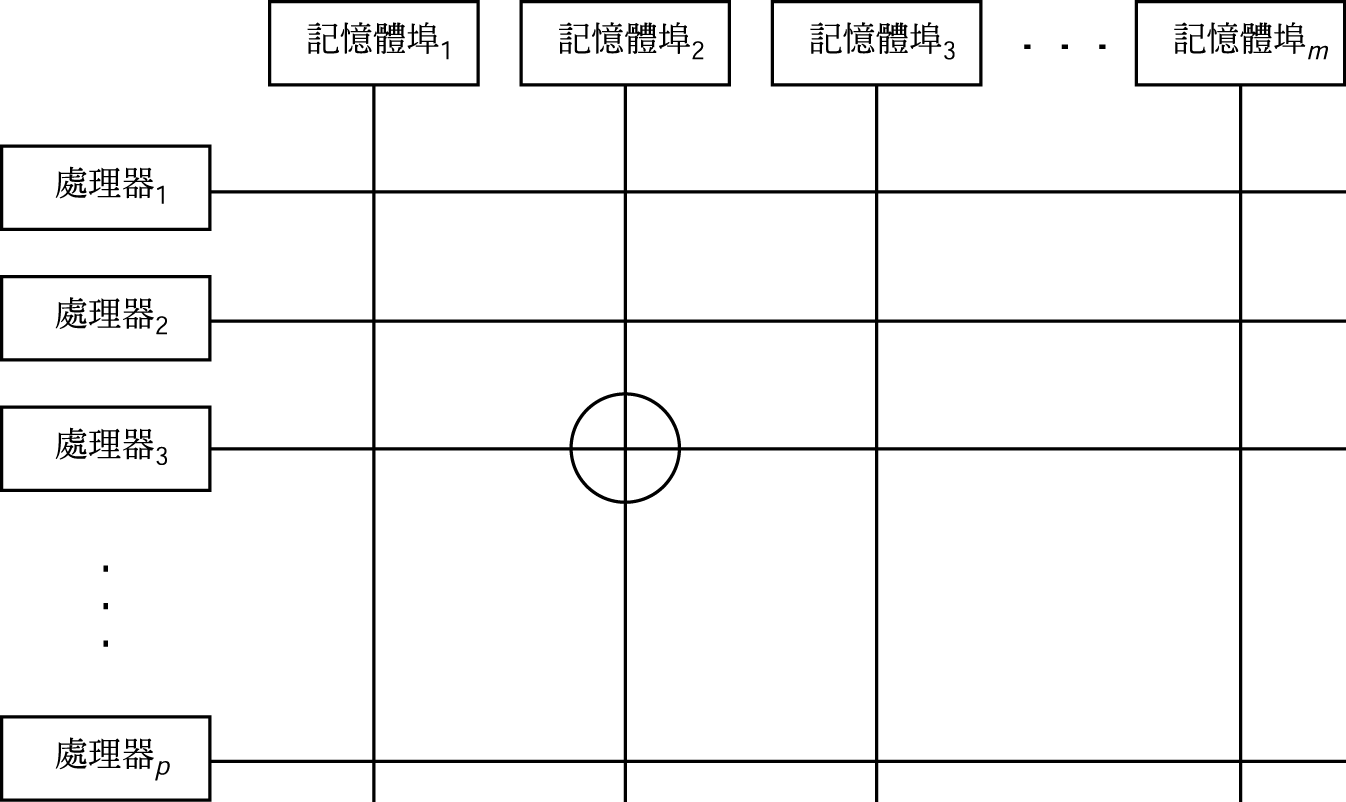 記憶體埠1 記憶體埠2 記憶體埠3 . . . 記憶體埠m
處理器1
處理器2
處理器3
.
.
.
處理器p